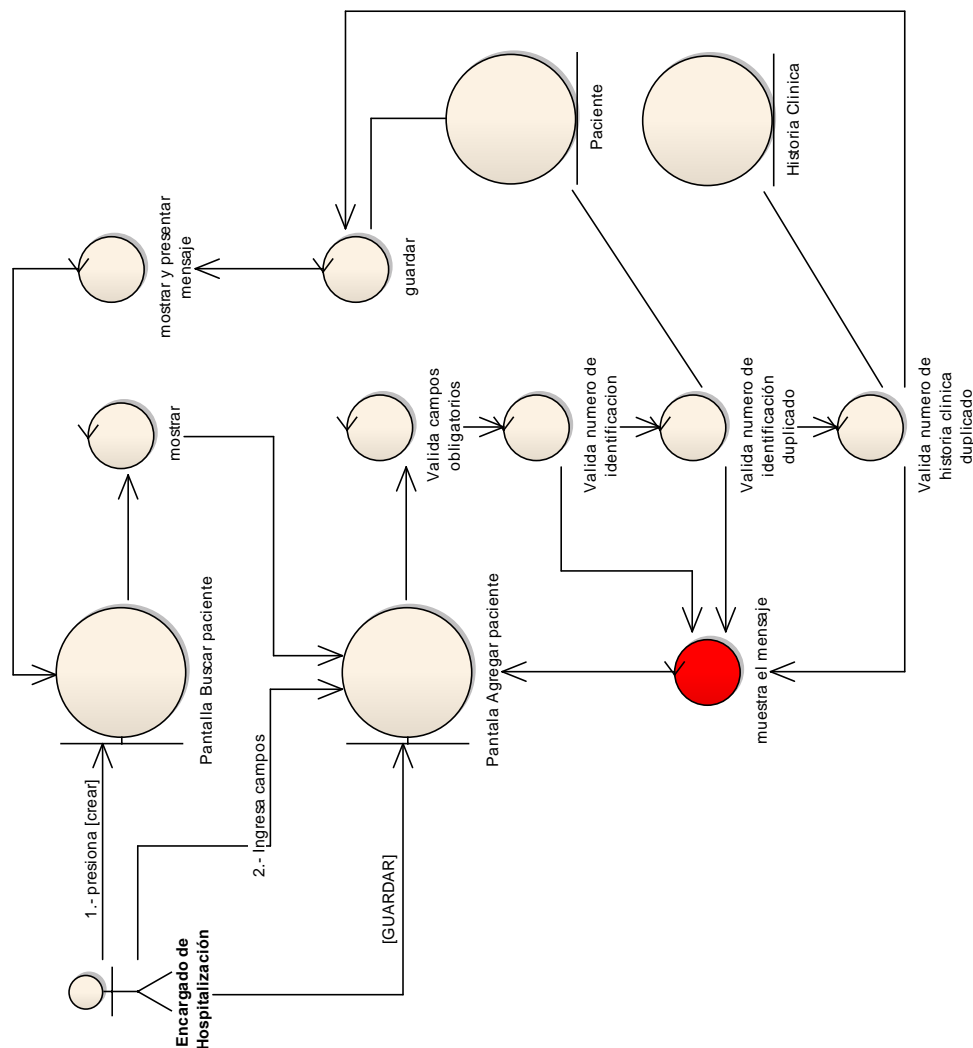 Encargado de
Hospitalización
1.- presiona [crear]
2.- Ingresa campos
[GUARDAR]
Pantalla Buscar paciente
mostrar
mostrar y presentar
mensaje
Pantala Agregar paciente
Valida campos
obligatorios
guardar
Valida numero de
identificacion
Paciente
muestra el mensaje
Valida numero de
identificación
duplicado
Historia Clinica
Valida numero de
historia clinica
duplicado